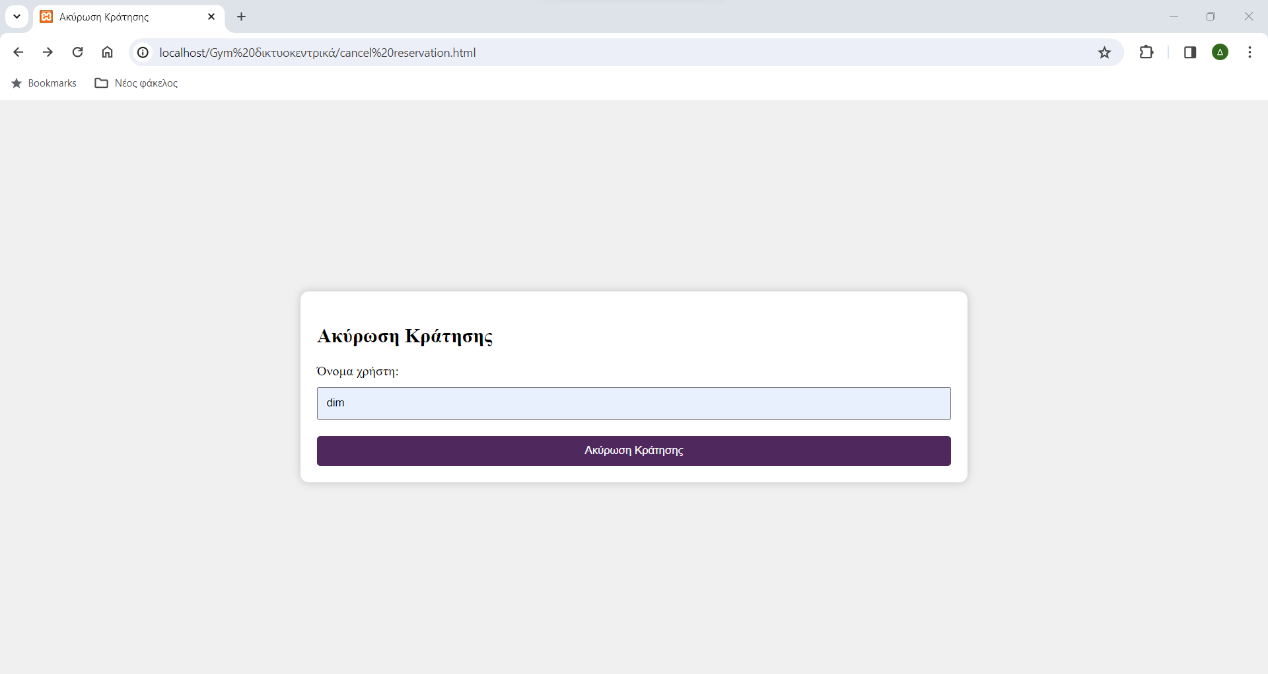 Ακύρωση Κράτησης
localhost/Gym%20δικτυοκεντρικά/cancel%20reservation.html
Δ
Bookmarks Νέος φάκελος
Ακύρωση Κράτησης
Όνομα χρήστη:
dim
Ακύρωση Κράτησης